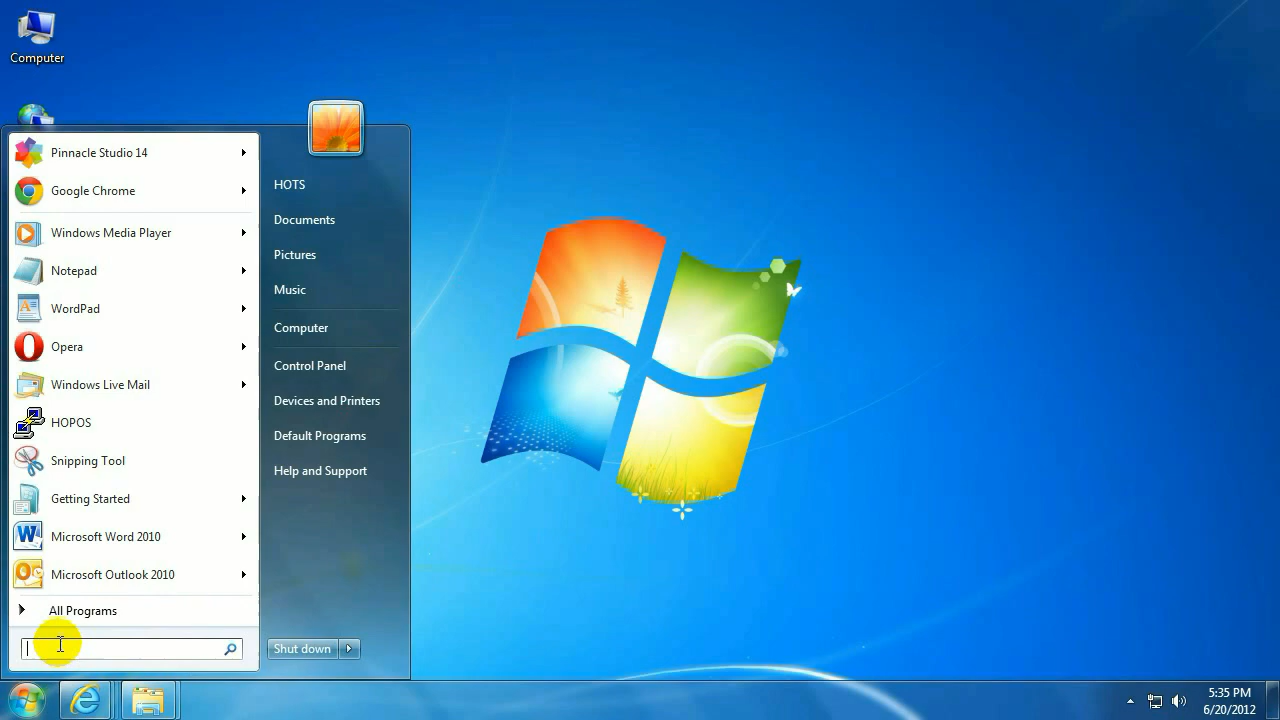 Computer
Pinnacle Studio 14
Google Chrome
Windows Media Player
Notepad
WordPad
Opera
Windows Live Mail
HOPOS
Snipping Tool
Getting Started
Microsoft Word 2010
Microsoft Outlook 2010
All Programs
HOTS
Documents
Pictures
Music
Computer
Control Panel
Devices and Printers
Default Programs
Help and Support
Shut down
5:35 PM
6/20/2012